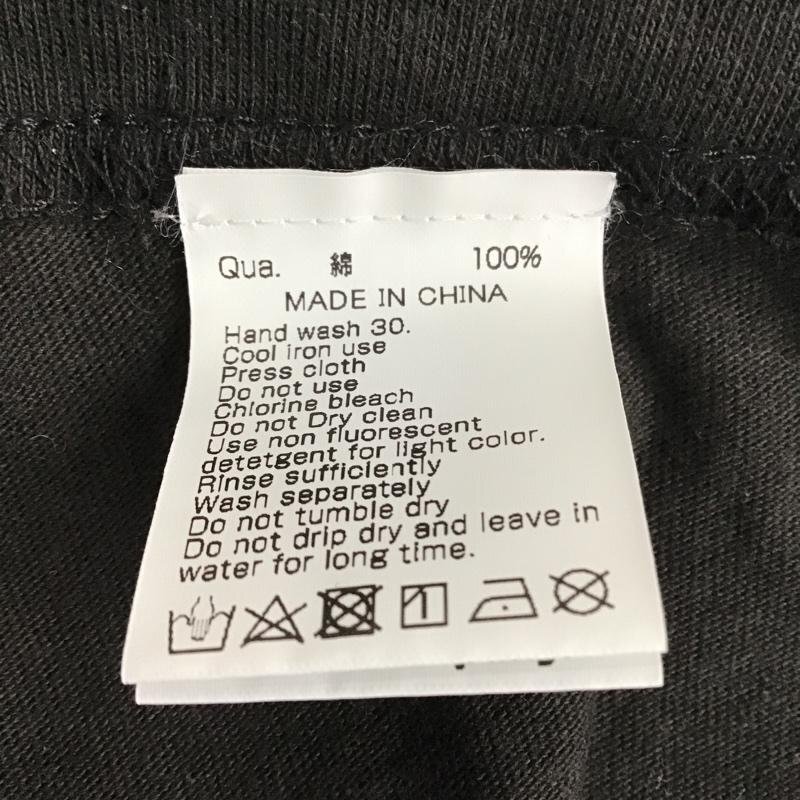 Qua. 綿 100%
MADE IN CHINA
Hand wash 30.
Cool iron use
Press cloth
Do not use
Chlorine bleach
Do not Dry clean
Use non fluorescent
detetgent for light color.
Rinse sufficiently
Wash separately
Do not tumble dry
Do not drip dry and leave in
water for long time.